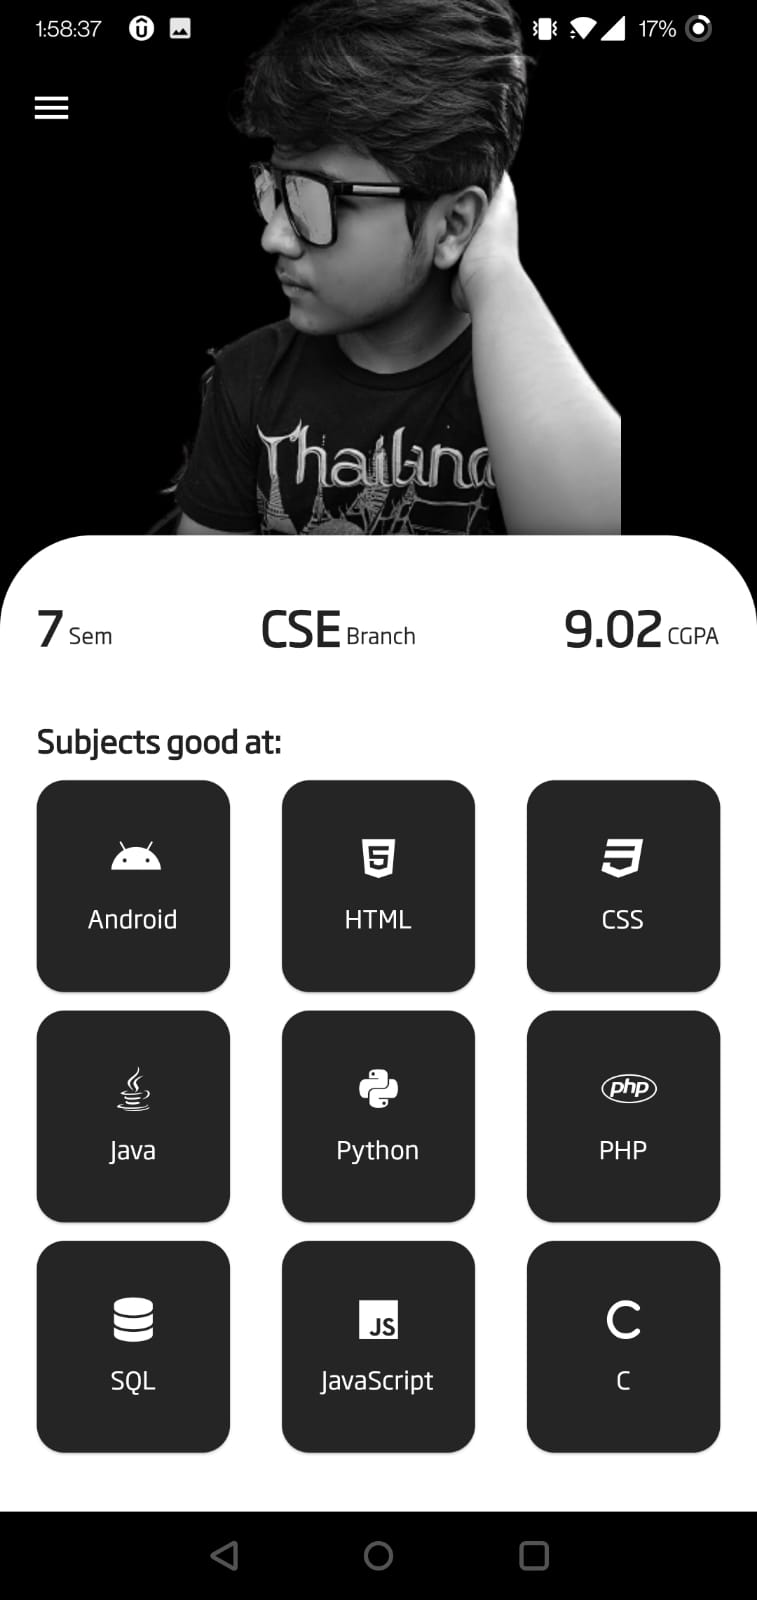 1:58:37 17%
Thailand
7 Sem CSE Branch 9.02 CGPA
Subjects good at:
Android HTML CSS
php
Java Python PHP
JS
SQL JavaScript C